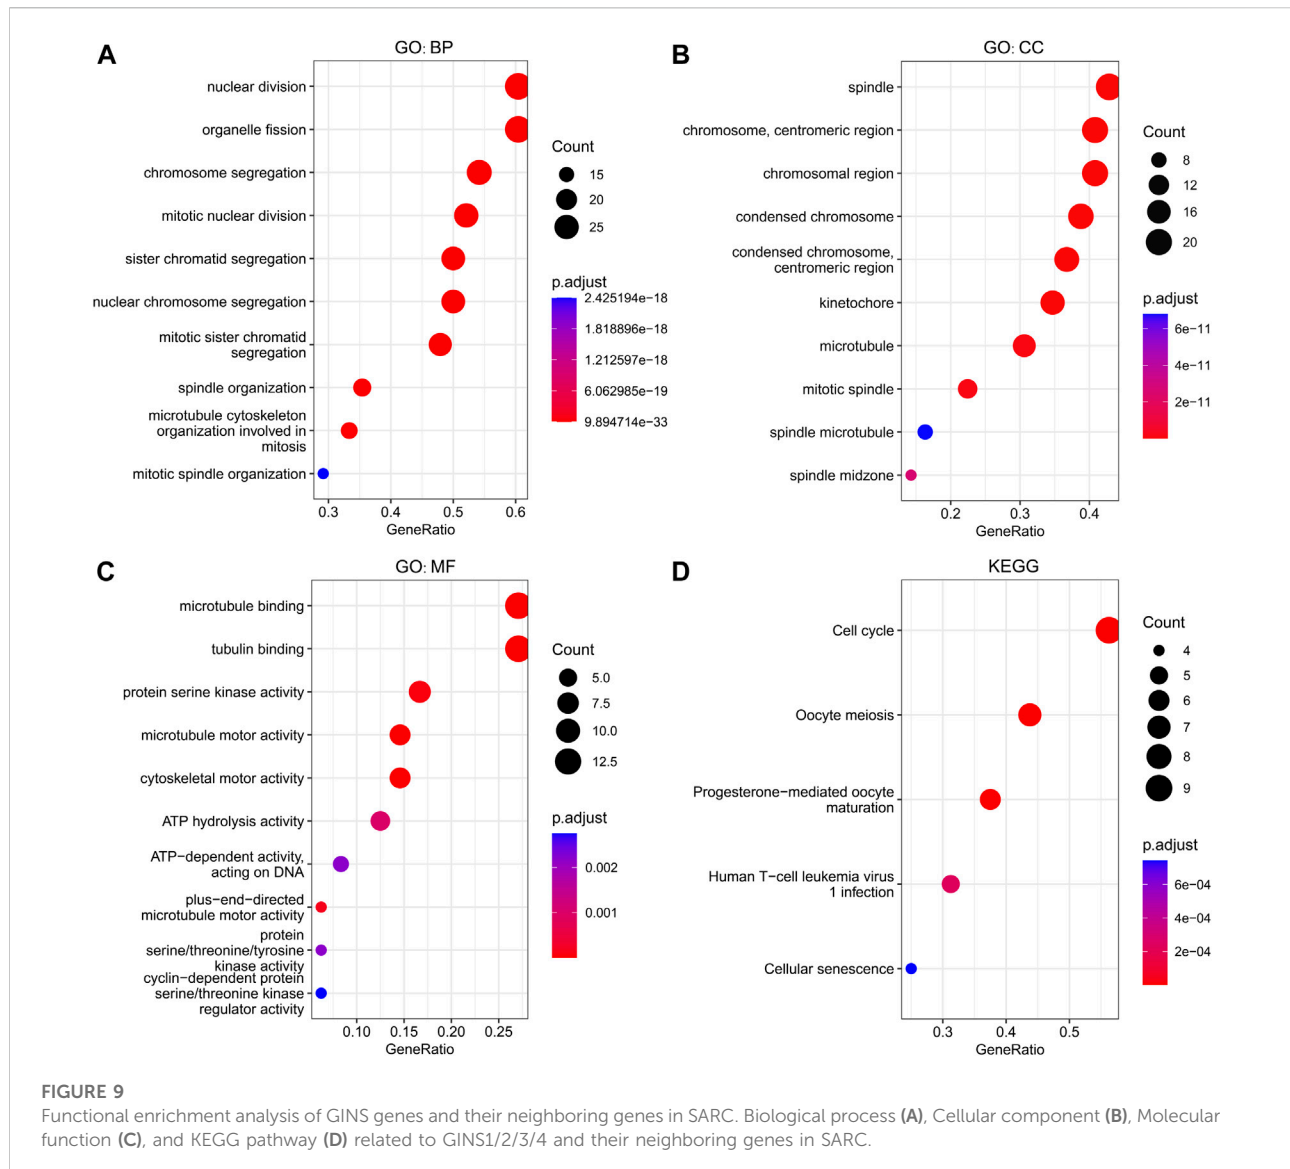 A
GO: BP
nuclear division
organelle fission
chromosome segregation
mitotic nuclear division
sister chromatid segregation
nuclear chromosome segregation
mitotic sister chromatid
segregation
spindle organization
microtubule cytoskeleton
organization involved in
mitosis
mitotic spindle organization
0.3 0.4 0.5 0.6
GeneRatio
Count
15
20
25
p.adjust
2.425194e−18
1.818896e−18
1.212597e−18
6.062985e−19
9.894714e−33
B
GO: CC
spindle
chromosome, centromeric region
chromosomal region
condensed chromosome
condensed chromosome,
centromeric region
kinetochore
microtubule
mitotic spindle
spindle microtubule
spindle midzone
0.2 0.3 0.4
GeneRatio
Count
8
12
16
20
p.adjust
6e−11
4e−11
2e−11
C
GO: MF
microtubule binding
tubulin binding
protein serine kinase activity
microtubule motor activity
cytoskeletal motor activity
ATP hydrolysis activity
ATP−dependent activity,
acting on DNA
plus−end−directed
microtubule motor activity
protein
serine/threonine/tyrosine
kinase activity
cyclin−dependent protein
serine/threonine kinase
regulator activity
0.10 0.15 0.20 0.25
GeneRatio
Count
5.0
7.5
10.0
12.5
p.adjust
0.002
0.001
D
KEGG
Cell cycle
Oocyte meiosis
Progesterone−mediated oocyte
maturation
Human T−cell leukemia virus
1 infection
Cellular senescence
0.3 0.4 0.5
GeneRatio
Count
4
5
6
7
8
9
p.adjust
6e−04
4e−04
2e−04
FIGURE 9
Functional enrichment analysis of GINS genes and their neighboring genes in SARC. Biological process (A), Cellular component (B), Molecular
function (C), and KEGG pathway (D) related to GINS1/2/3/4 and their neighboring genes in SARC.